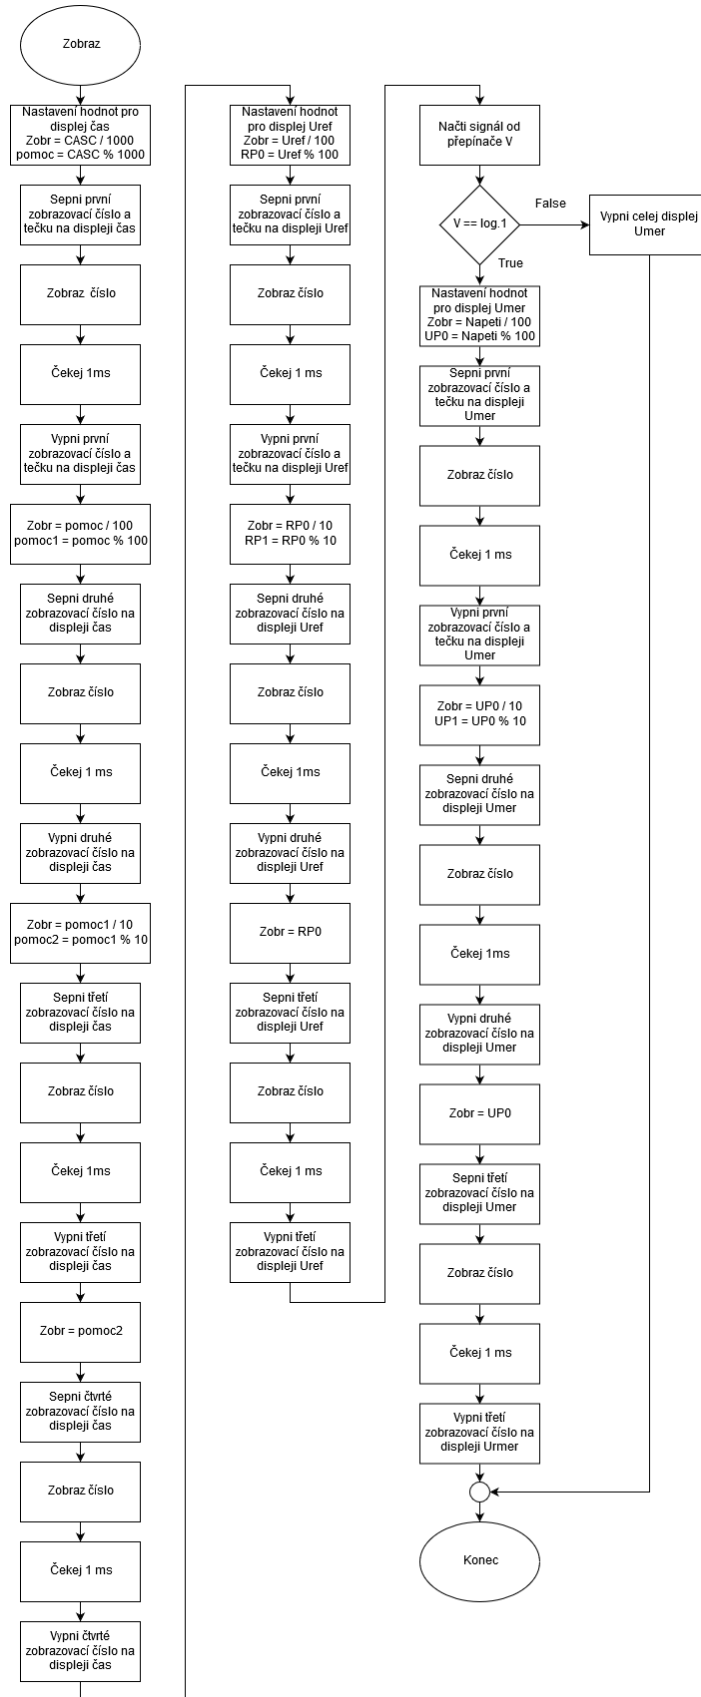 Zobraz
Nastavení hodnot pro
displej čas
Zobr = CASC / 1000
pomoc = CASC % 1000
Sepni první
zobrazovací číslo a
tečku na displeji čas
Zobraz  číslo
Čekej 1ms
Vypni první
zobrazovací číslo a
tečku na displeji čas
Zobr = pomoc / 100
pomoc1 = pomoc % 100
Sepni druhé
zobrazovací číslo na
displeji čas
Zobraz číslo
Čekej 1 ms
Vypni druhé
zobrazovací číslo na
displeji čas
Zobr = pomoc1 / 10
pomoc2 = pomoc1 % 10
Sepni třetí
zobrazovací číslo na
displeji čas
Zobraz číslo
Čekej 1ms
Vypni třetí
zobrazovací číslo na
displeji čas
Zobr = pomoc2
Sepni čtvrté
zobrazovací číslo na
displeji čas
Zobraz číslo
Čekej 1 ms
Vypni čtvrté
zobrazovací číslo na
displeji čas
Nastavení hodnot
pro displej Uref
Zobr = Uref / 100
RP0 = Uref % 100
Sepni první
zobrazovací číslo a
tečku na displeji Uref
Zobraz číslo
Čekej 1 ms
Vypni první
zobrazovací číslo a
tečku na displeji Uref
Zobr = RP0 / 10
RP1 = RP0 % 10
Sepni druhé
zobrazovací číslo na
displeji Uref
Zobraz číslo
Čekej 1ms
Vypni druhé
zobrazovací číslo na
displeji Uref
Zobr = RP0
Sepni třetí
zobrazovací číslo na
displeji Uref
Zobraz číslo
Čekej 1 ms
Vypni třetí
zobrazovací číslo na
displeji Uref
Načti signál od
přepínače V
V == log.1
False
Vypni celej displej
Umer
True
Nastavení hodnot
pro displej Umer
Zobr = Napeti / 100
UP0 = Napeti % 100
Sepni první
zobrazovací číslo a
tečku na displeji
Umer
Zobraz číslo
Čekej 1 ms
Vypni první
zobrazovací číslo a
tečku na displeji
Umer
Zobr = UP0 / 10
UP1 = UP0 % 10
Sepni druhé
zobrazovací číslo na
displeji Umer
Zobraz číslo
Čekej 1ms
Vypni druhé
zobrazovací číslo na
displeji Umer
Zobr = UP0
Sepni třetí
zobrazovací číslo na
displeji Umer
Zobraz číslo
Čekej 1 ms
Vypni třetí
zobrazovací číslo na
displeji Urmer
Konec